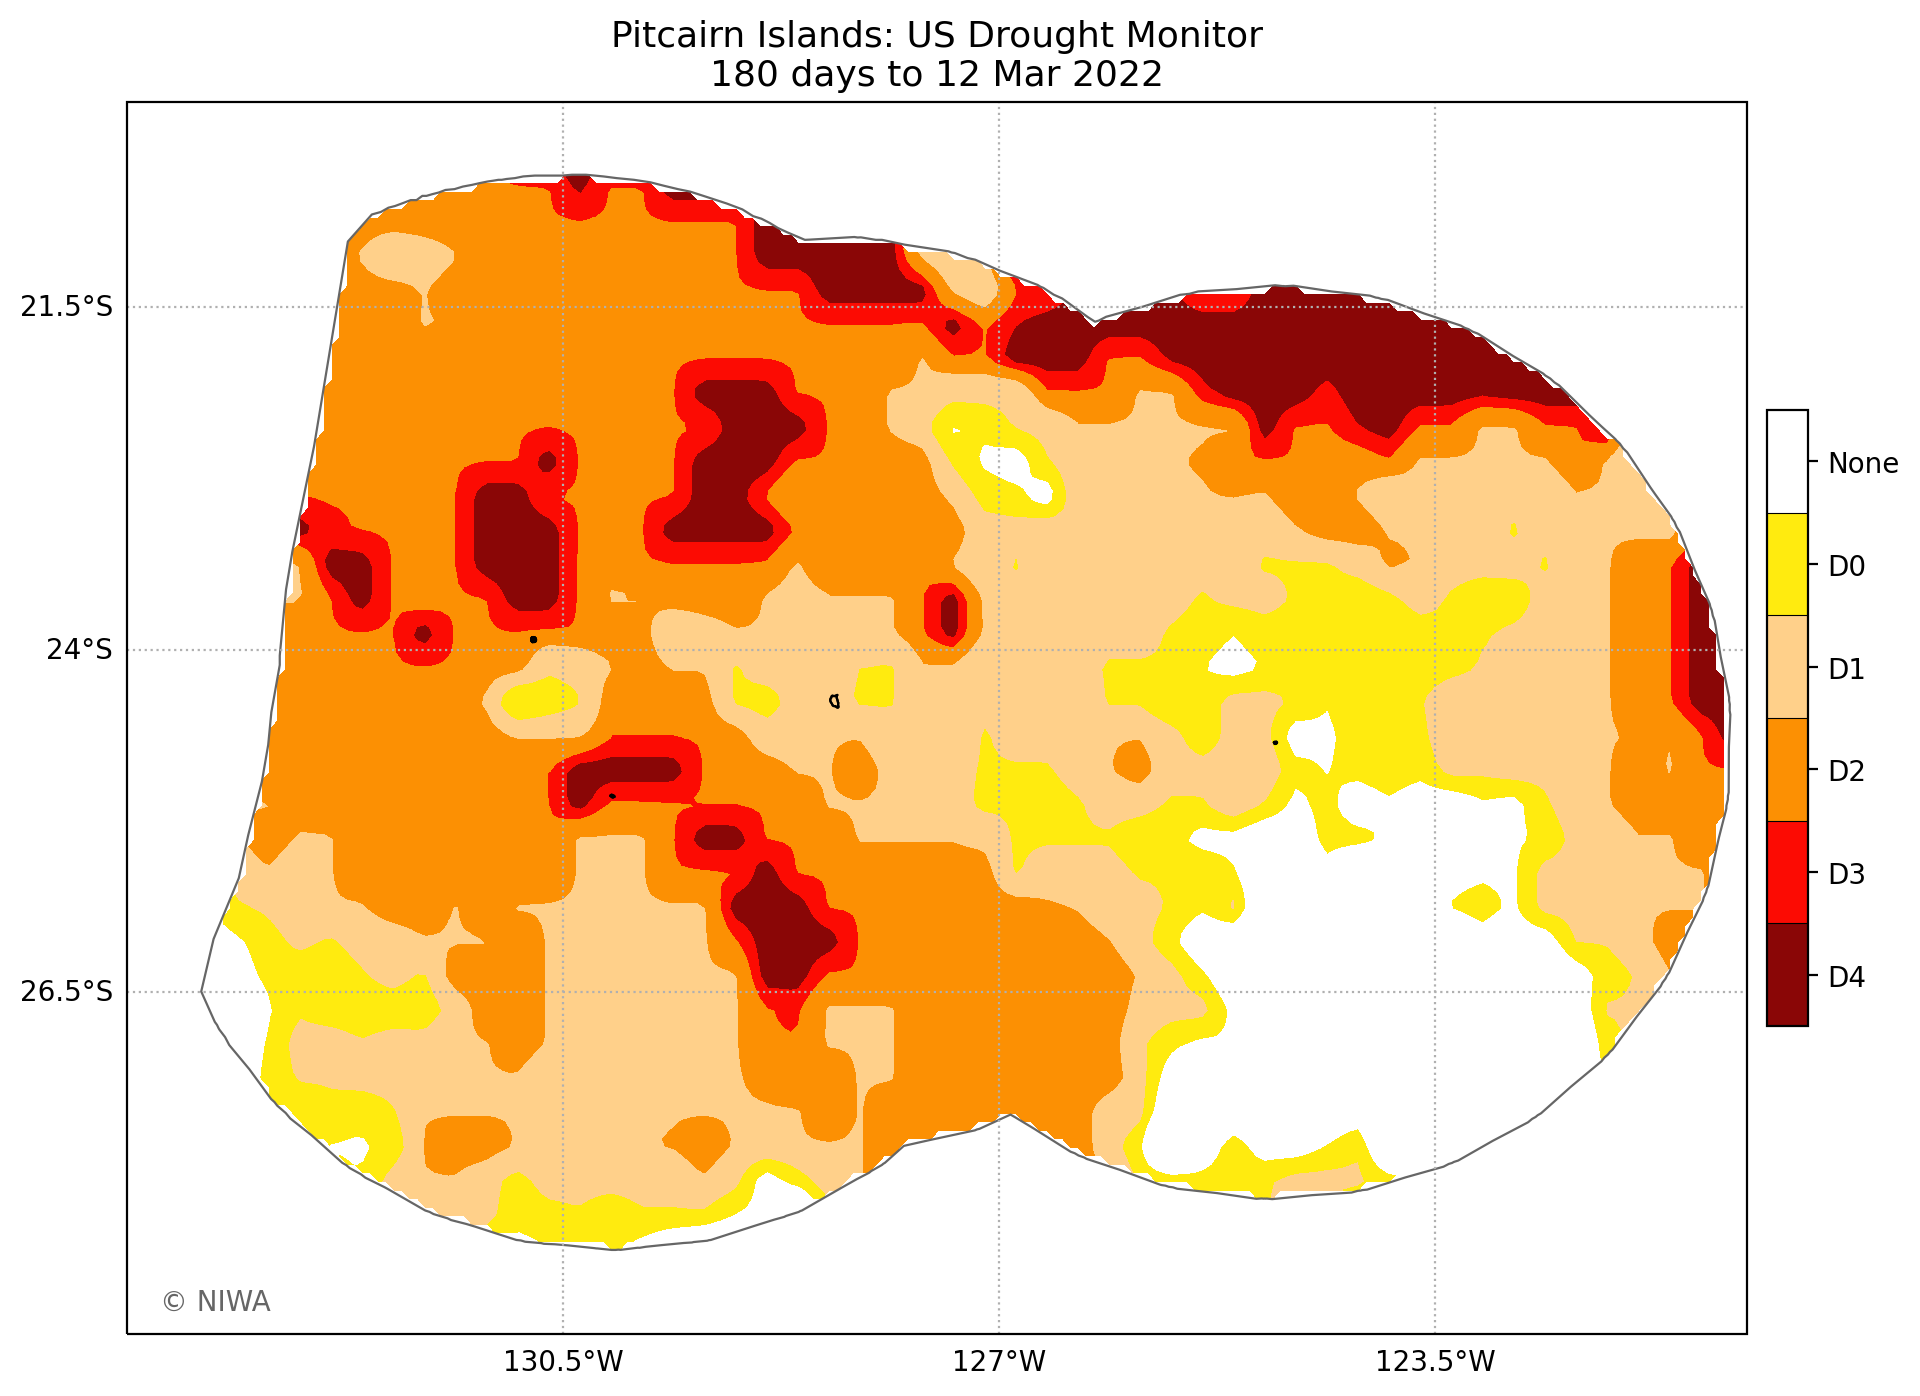 Pitcairn Islands: US Drought Monitor
180 days to 12 Mar 2022
21.5°S
24°S
26.5°S
130.5°W
127°W
123.5°W
None
D0
D1
D2
D3
D4
© NIWA